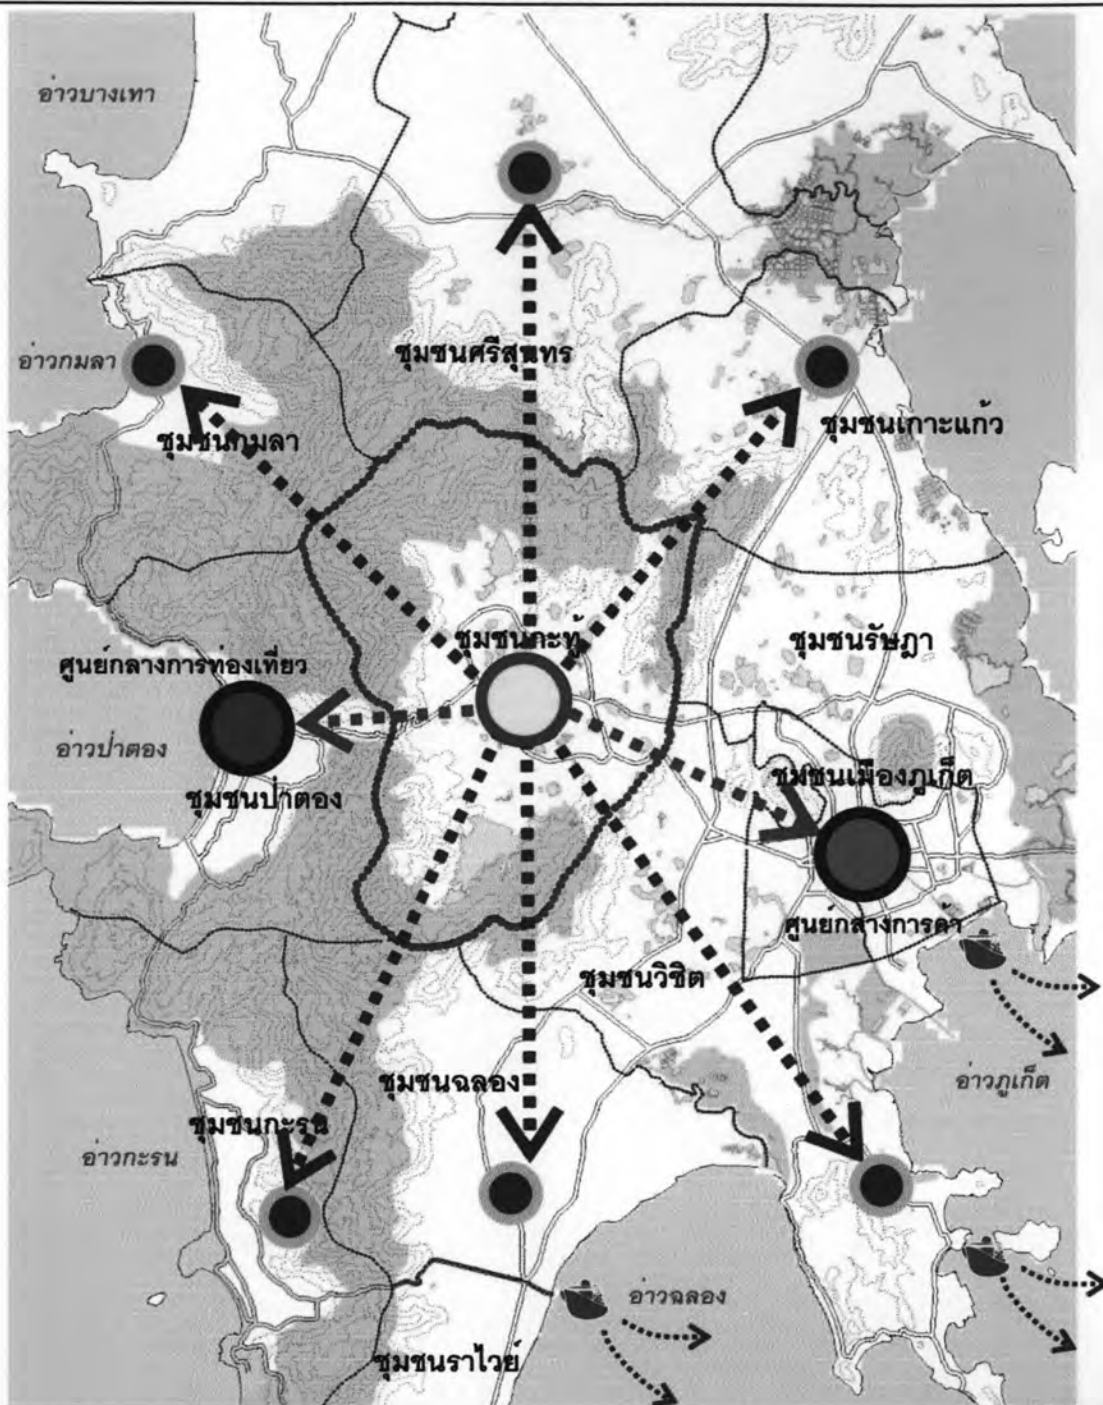 อ่าวบางเทา
ชุมชนศรีสุนทร
อ่าวกมลา
ชุมชนเกาะแก้ว
ชุมชนกมลา
ชุมชนกะทู้
ชุมชนรัษฎา
ศูนย์กลางการท่องเที่ยว
อ่าวป่าตอง
ชุมชนเมืองภูเก็ต
ชุมชนป่าตอง
ศูนย์กลางการค้า
ชุมชนวิชิต
ชุมชนฉลอง
อ่าวภูเก็ต
ชุมชนกะรน
อ่าวกะรน
อ่าวฉลอง
ชุมชนราไวย์